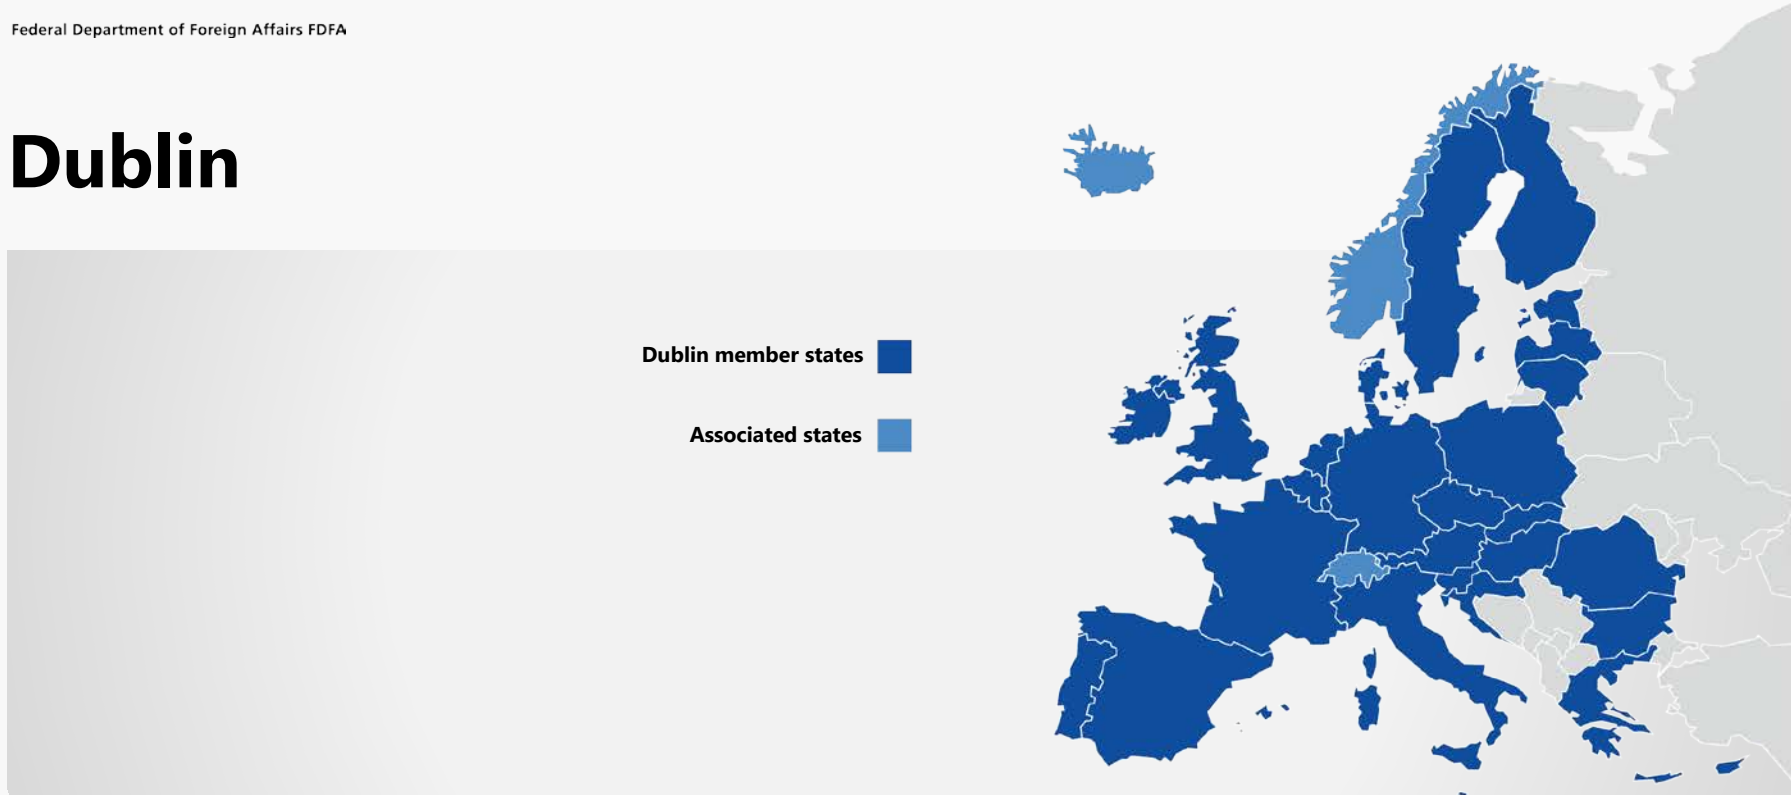 Federal Department of Foreign Affairs FDFA
Dublin
Dublin member states
Associated states